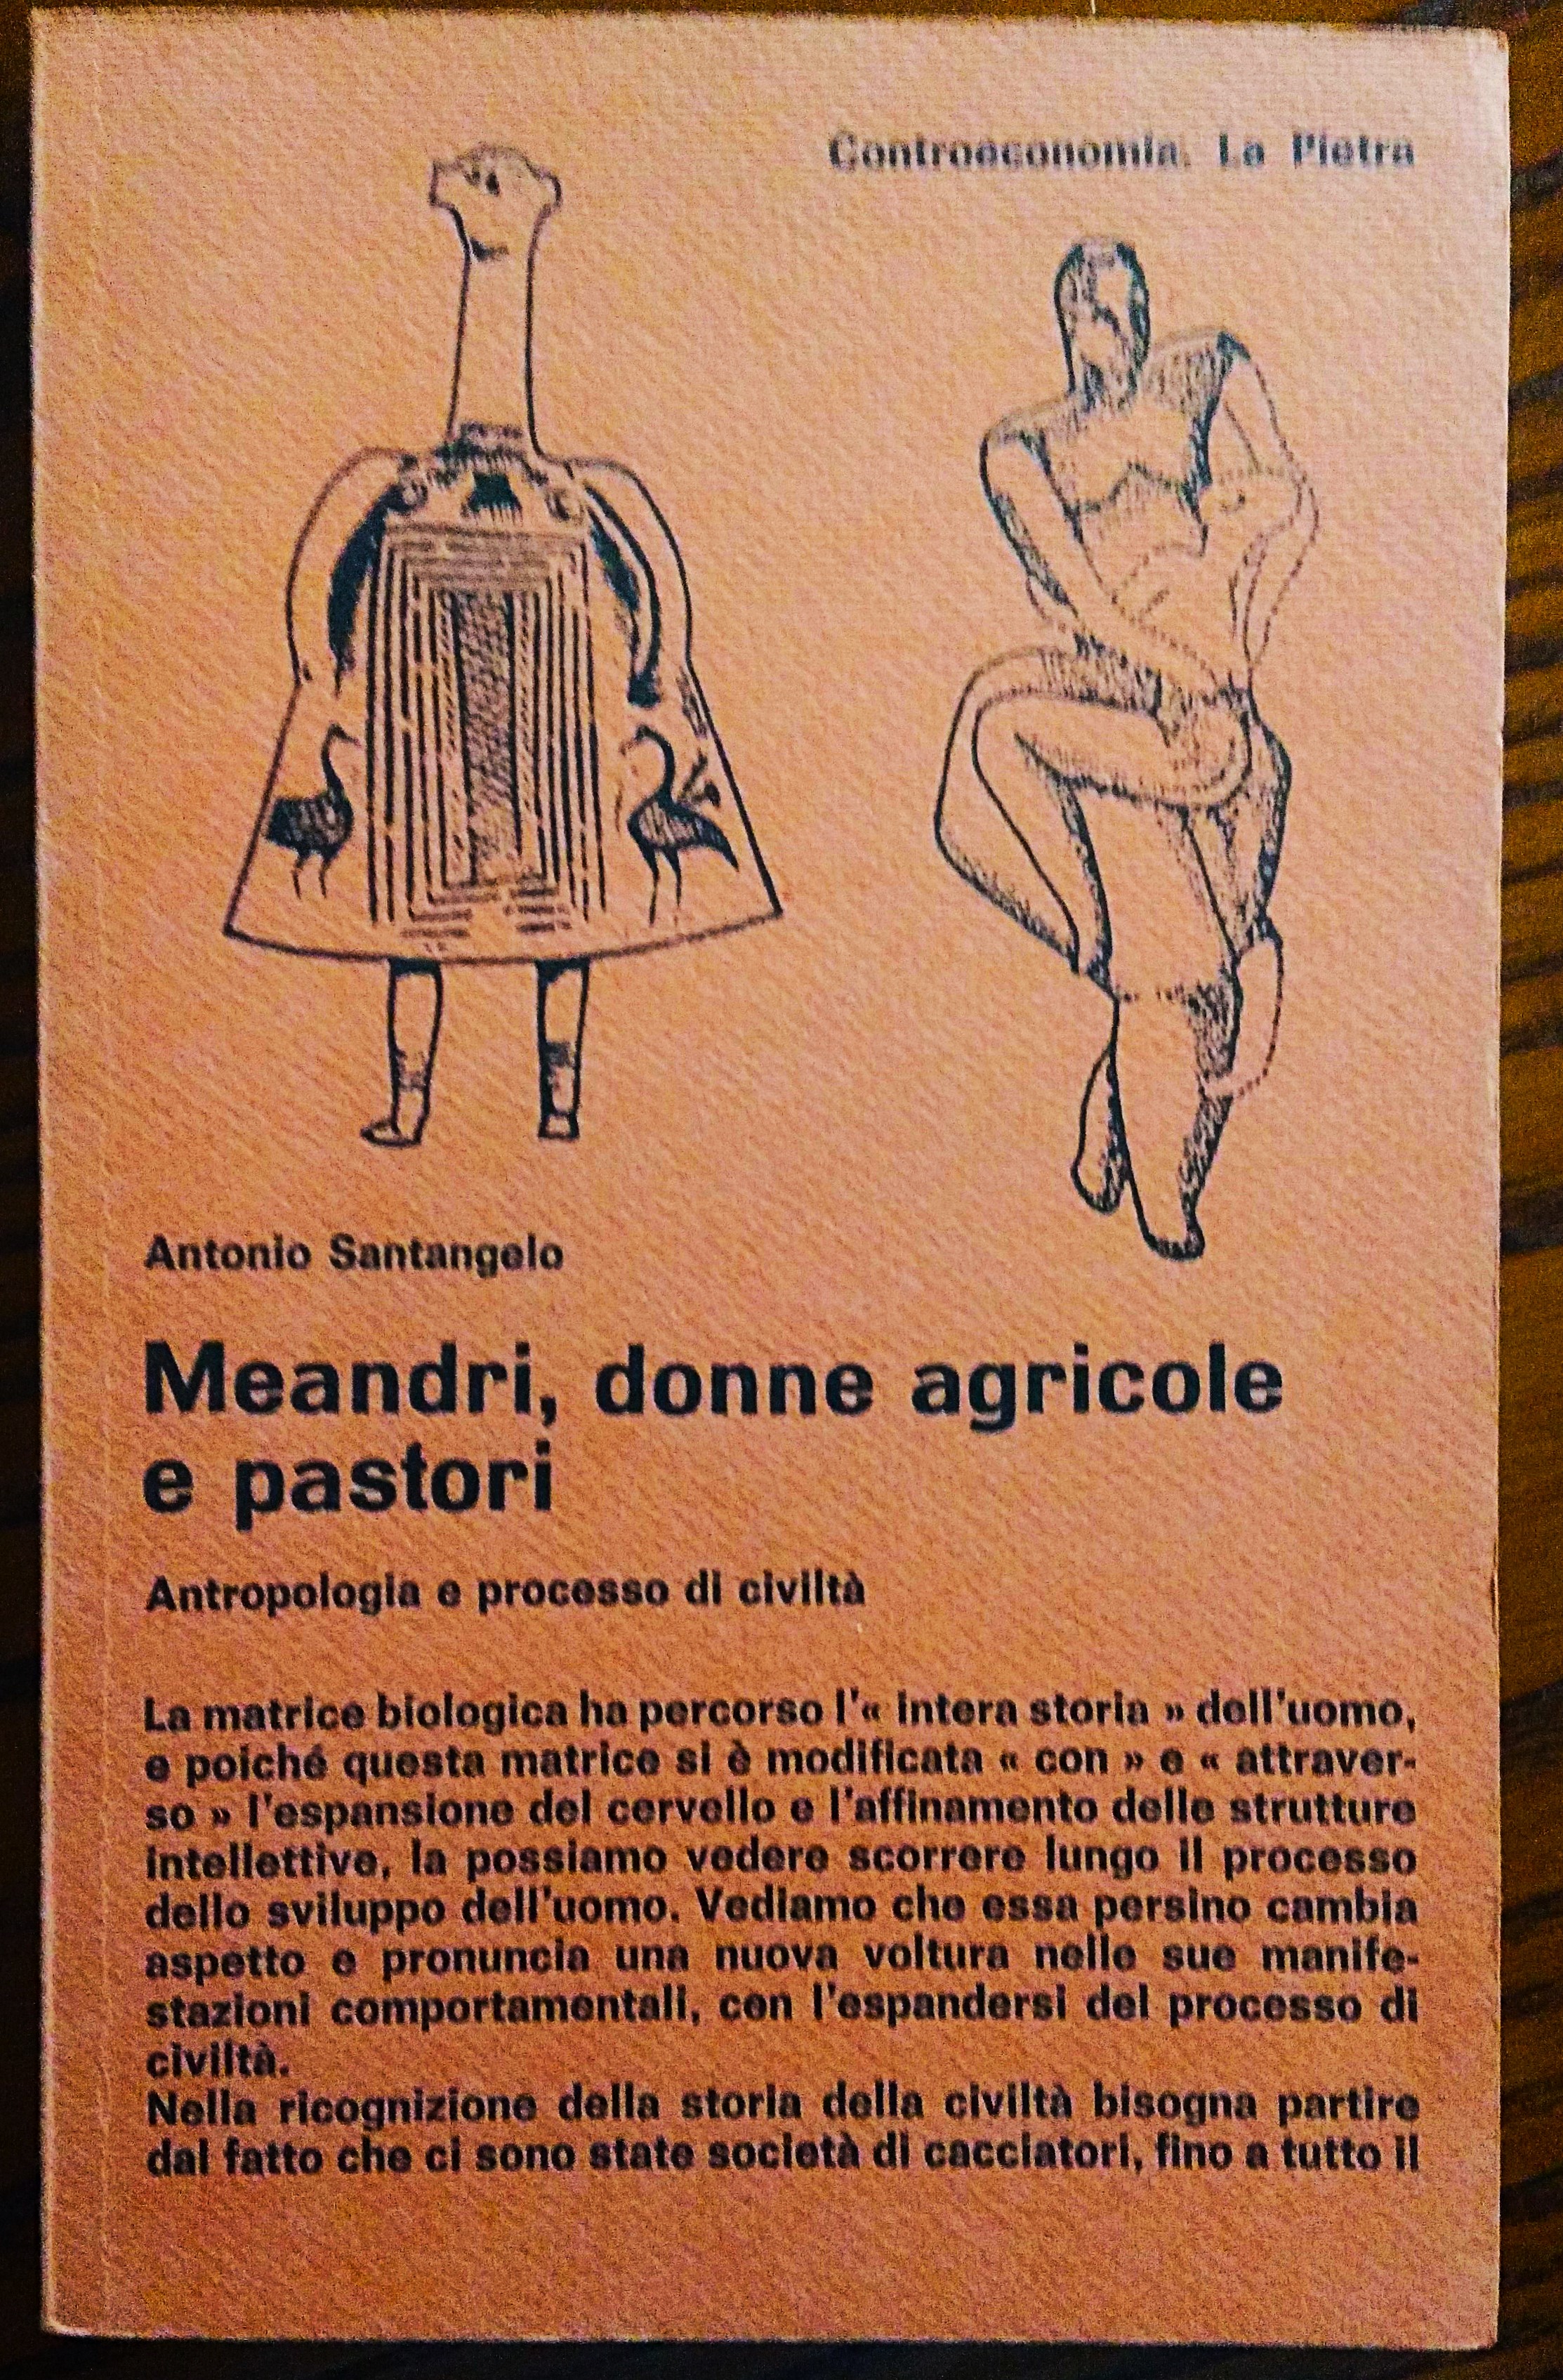 Controeconomia. La Pietra
Antonio Santangelo
Meandri, donne agricole
e pastori
Antropologia e processo di civiltà
La matrice biologica ha percorso l'« intera storia » dell'uomo,
e poiché questa matrice si è modificata « con » e « attraver-
so » l'espansione del cervello e l'affinamento delle strutture
intellettive, la possiamo vedere scorrere lungo il processo
dello sviluppo dell'uomo. Vediamo che essa persino cambia
aspetto e pronuncia una nuova voltura nelle sue manife-
stazioni comportamentali, con l'espandersi del processo di
civiltà.
Nella ricognizione della storia della civiltà bisogna partire
dal fatto che ci sono state società di cacciatori, fino a tutto il